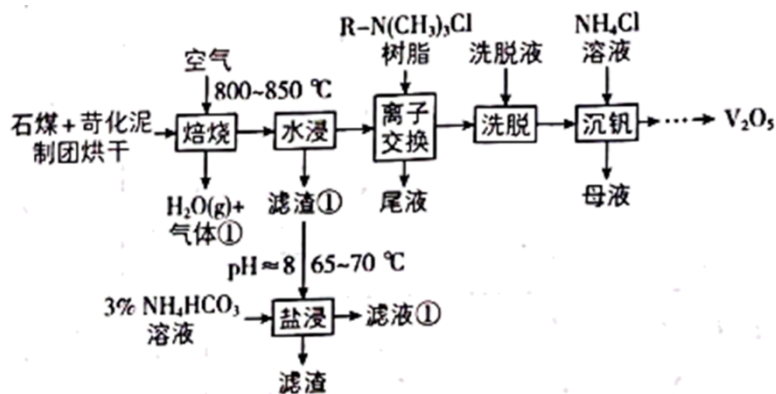 R-N(CH₃)₃Cl
树脂
洗脱液
NH₄Cl
溶液
空气
800~850 ℃
石煤+苛化泥
制团烘干
焙烧
水浸
离子
交换
洗脱
沉钒
···
V₂O₅
H₂O(g)+
气体①
滤渣①
尾液
母液
pH≈8
65~70 ℃
3% NH₄HCO₃
溶液
盐浸
滤液①
滤渣